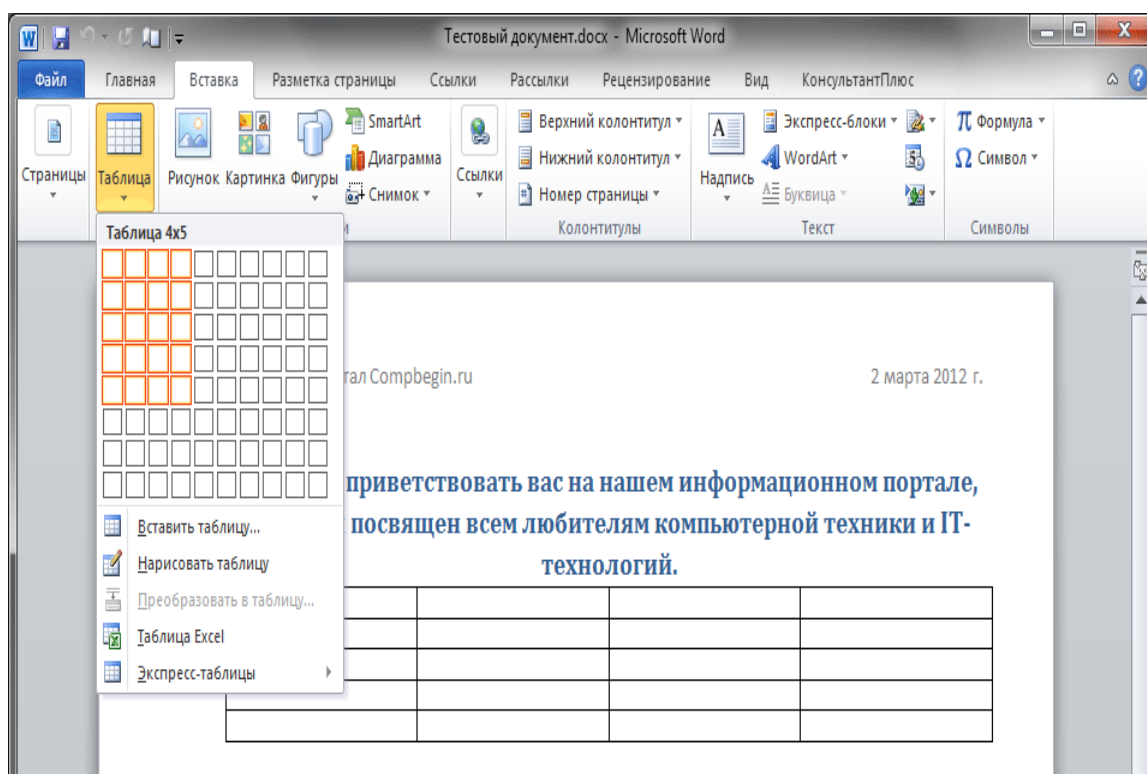 Тестовый документ.docx - Microsoft Word
Файл Главная Вставка Разметка страницы Ссылки Рассылки Рецензирование Вид КонсультантПлюс
Страницы
Таблица
Рисунок Картинка Фигуры
SmartArt
Диаграмма
Снимок
Ссылки
Верхний колонтитул
Нижний колонтитул
Номер страницы
Колонтитулы
Надпись
Экспресс-блоки
WordArt
Буквица
Текст
π Формула
Ω Символ
Символы
Таблица 4x5
Вставить таблицу...
Нарисовать таблицу
Преобразовать в таблицу...
Таблица Excel
Экспресс-таблицы
Compbegin.ru 2 марта 2012 г.
приветствовать вас на нашем информационном портале,
посвящен всем любителям компьютерной техники и IT-
технологий.